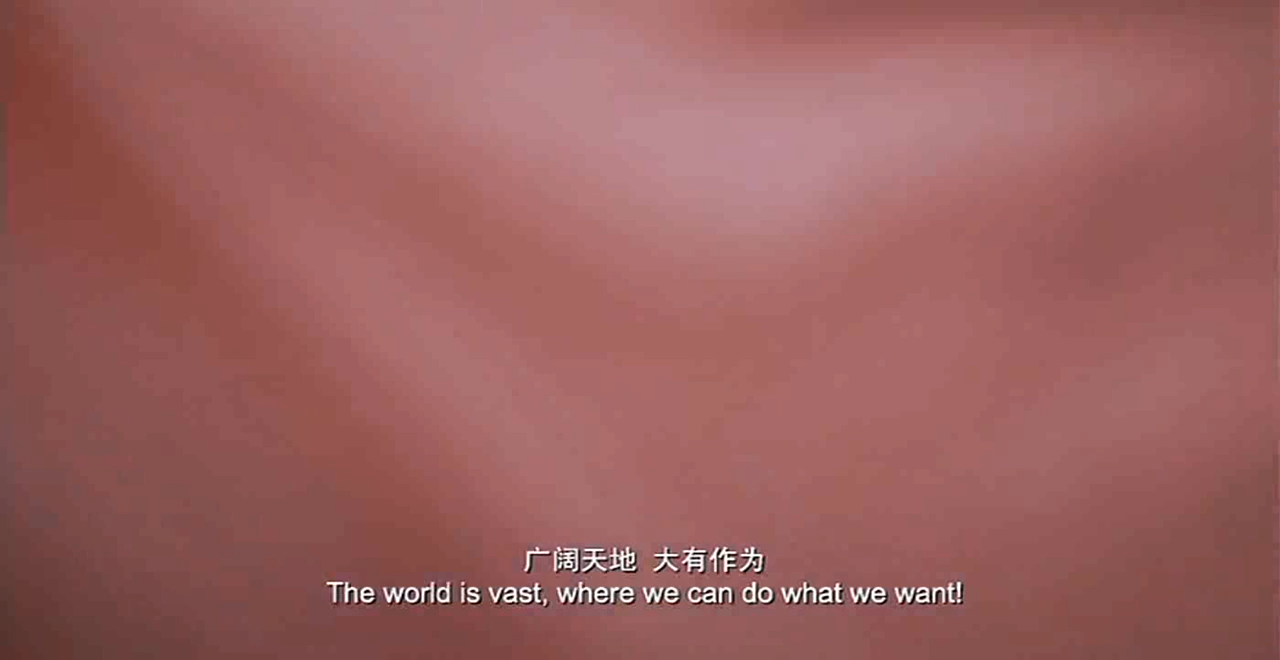 广阔天地 大有作为
The world is vast, where we can do what we want!